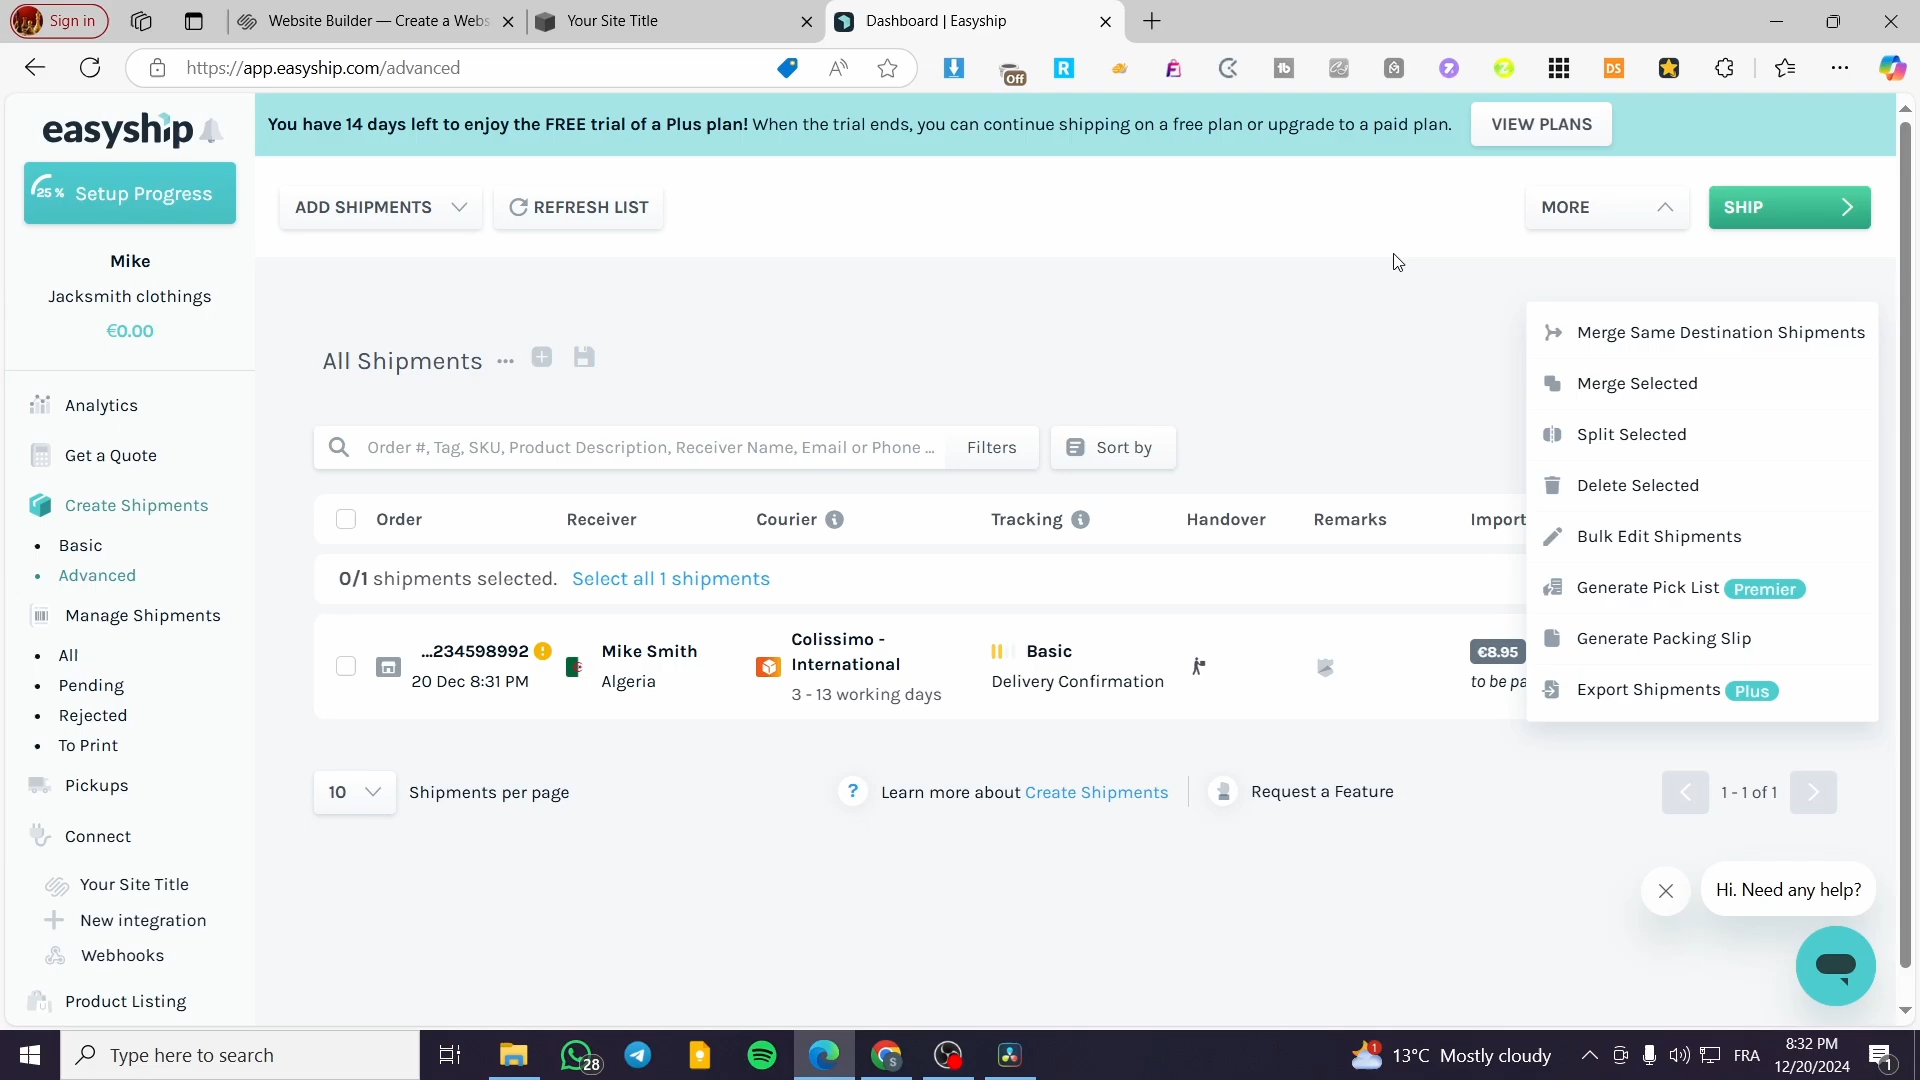 Sign in
Website Builder — Create a Webs
Your Site Title
Dashboard | Easyship
https://app.easyship.com/advanced
Off
DS
easyship
You have 14 days left to enjoy the FREE trial of a Plus plan! When the trial ends, you can continue shipping on a free plan or upgrade to a paid plan.
VIEW PLANS
25 % Setup Progress
ADD SHIPMENTS
REFRESH LIST
MORE
SHIP
Mike
Jacksmith clothings
€0.00
Analytics
Get a Quote
Create Shipments
• Basic
• Advanced
Manage Shipments
• All
• Pending
• Rejected
• To Print
Pickups
Connect
Your Site Title
New integration
Webhooks
Product Listing
All Shipments ...
Order #, Tag, SKU, Product Description, Receiver Name, Email or Phone ...
Filters
Sort by
Order Receiver Courier Tracking Handover Remarks Import
0/1 shipments selected. Select all 1 shipments
...234598992
20 Dec 8:31 PM
Mike Smith
Algeria
Colissimo -
International
3 - 13 working days
Basic
Delivery Confirmation
€8.95
to be pa
Merge Same Destination Shipments
Merge Selected
Split Selected
Delete Selected
Bulk Edit Shipments
Generate Pick List Premier
Generate Packing Slip
Export Shipments Plus
10 Shipments per page
? Learn more about Create Shipments
Request a Feature
1 - 1 of 1
Hi. Need any help?
Type here to search
28
1
13°C Mostly cloudy
FRA
8:32 PM
12/20/2024
1